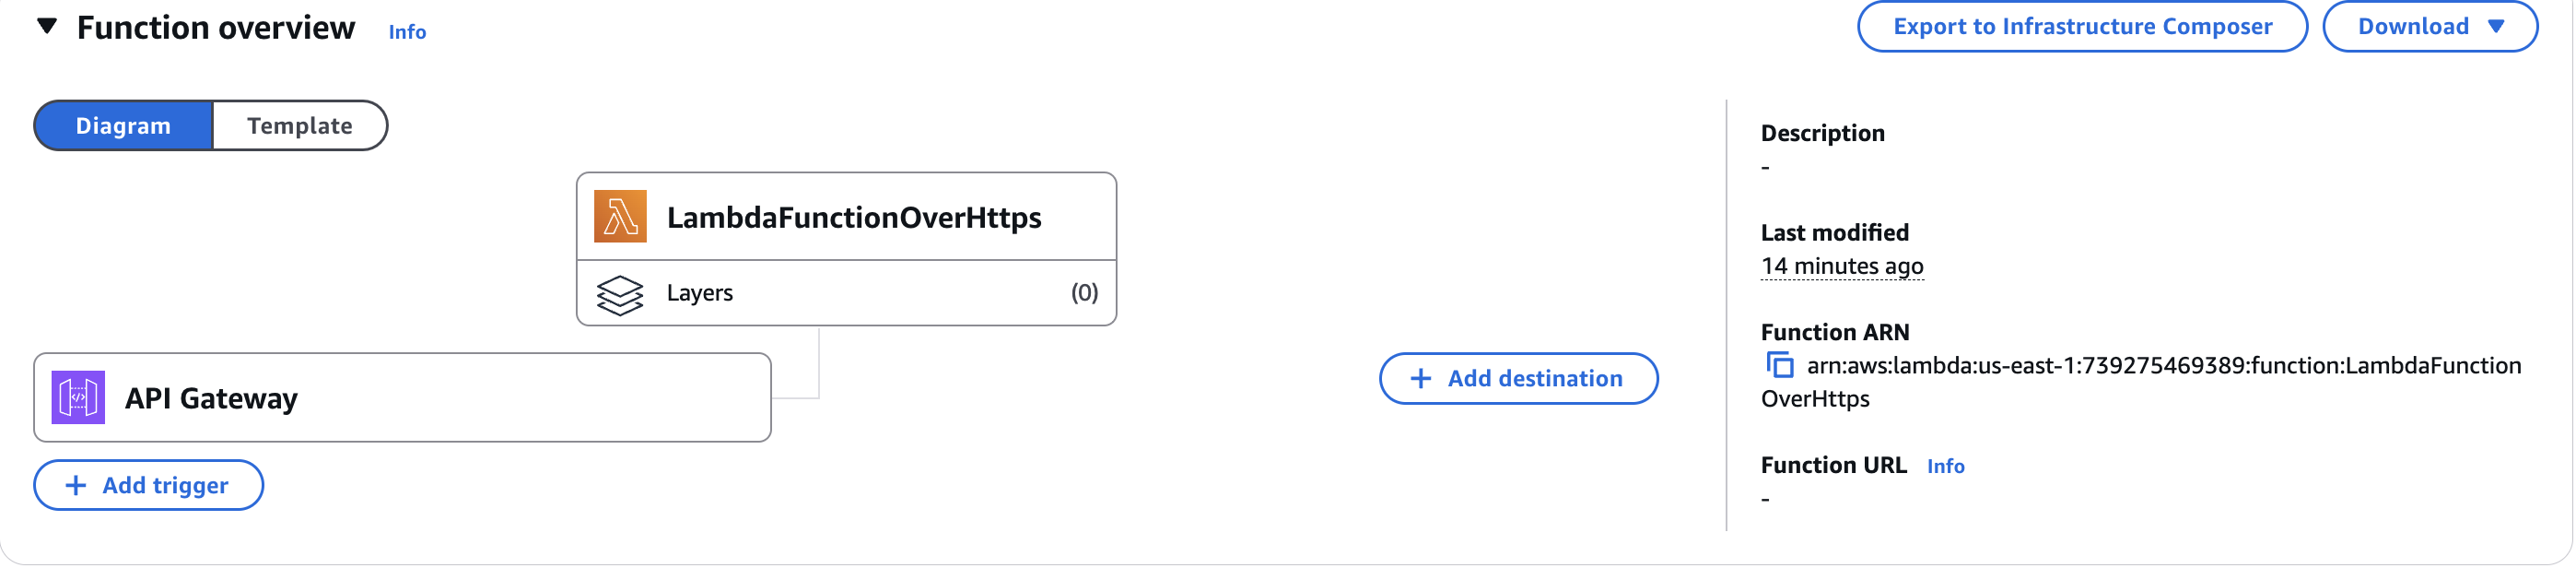 Function overview Info
Export to Infrastructure Composer
Download
Diagram
Template
LambdaFunctionOverHttps
Layers (0)
API Gateway
+ Add trigger
+ Add destination
Description
-
Last modified
14 minutes ago
Function ARN
arn:aws:lambda:us-east-1:739275469389:function:LambdaFunction
OverHttps
Function URL Info
-